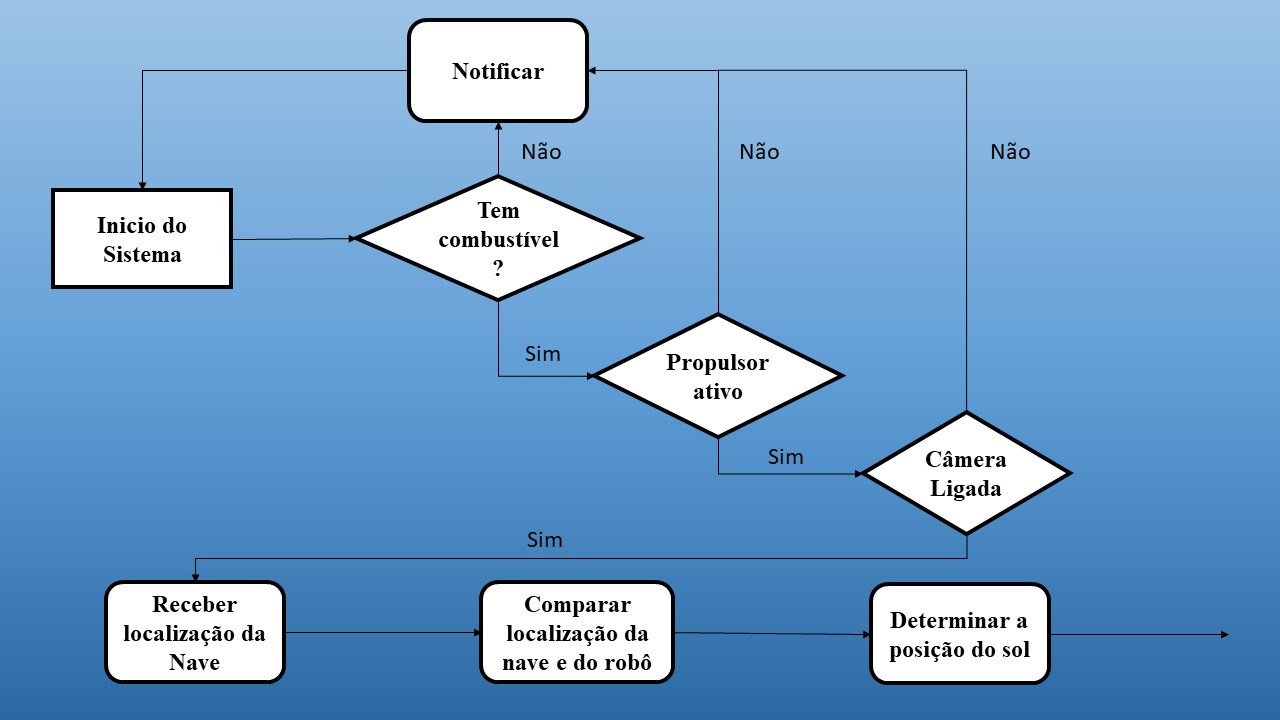 Notificar
Não
Não
Não
Inicio do
Sistema
Tem
combustível
?
Sim
Propulsor
ativo
Sim
Câmera
Ligada
Sim
Receber
localização da
Nave
Comparar
localização da
nave e do robô
Determinar a
posição do sol